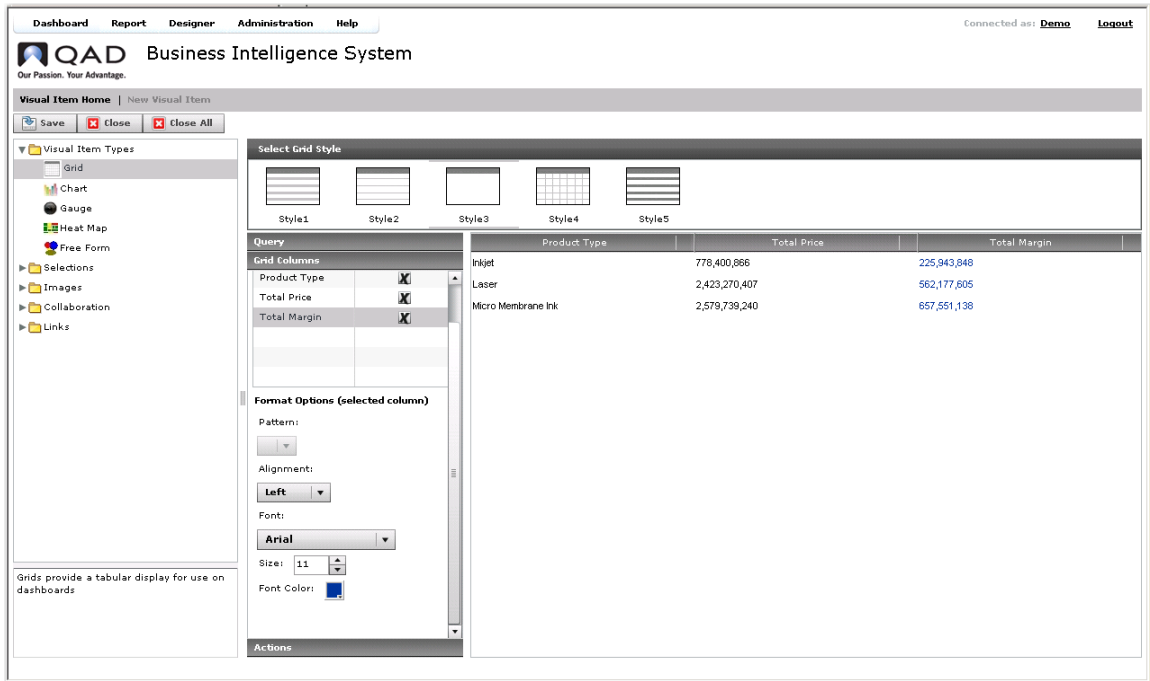 Dashboard Report Designer Administration Help Connected as: Demo Logout
QAD Business Intelligence System
Our Passion. Your Advantage.
Visual Item Home | New Visual Item
Save Close Close All
Visual Item Types
Grid
Chart
Gauge
Heat Map
Free Form
Selections
Images
Collaboration
Links
Grids provide a tabular display for use on
dashboards
Select Grid Style
Style1 Style2 Style3 Style4 Style5
Query
Grid Columns
Product Type X
Total Price X
Total Margin X
Format Options (selected column)
Pattern:
Alignment:
Left
Font:
Arial
Size: 11
Font Color:
Actions
Product Type Total Price Total Margin
Inkjet 778,400,866 225,943,848
Laser 2,423,270,407 562,177,605
Micro Membrane Ink 2,579,739,240 657,551,138